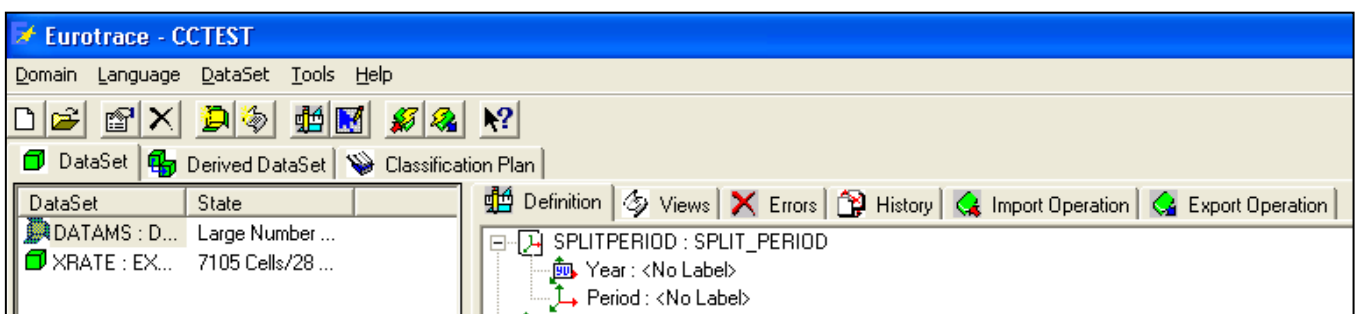 Eurotrace - CCTEST
Domain Language DataSet Tools Help
DataSet Derived DataSet Classification Plan
DataSet State
DATAMS : D... Large Number ...
XRATE : EX... 7105 Cells/28 ...
Definition Views Errors History Import Operation Export Operation
SPLITPERIOD : SPLIT_PERIOD
Year : <No Label>
Period : <No Label>